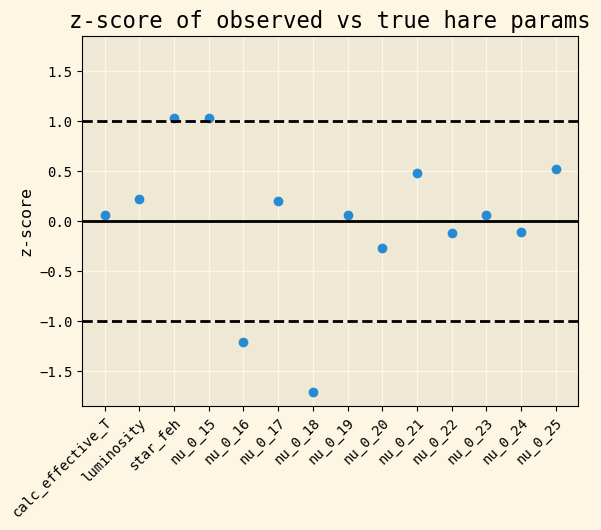 z-score of observed vs true hare params
z-score
1.5
1.0
0.5
0.0
−0.5
−1.0
−1.5
calc_effective_T
luminosity
star_feh
nu_0_15
nu_0_16
nu_0_17
nu_0_18
nu_0_19
nu_0_20
nu_0_21
nu_0_22
nu_0_23
nu_0_24
nu_0_25